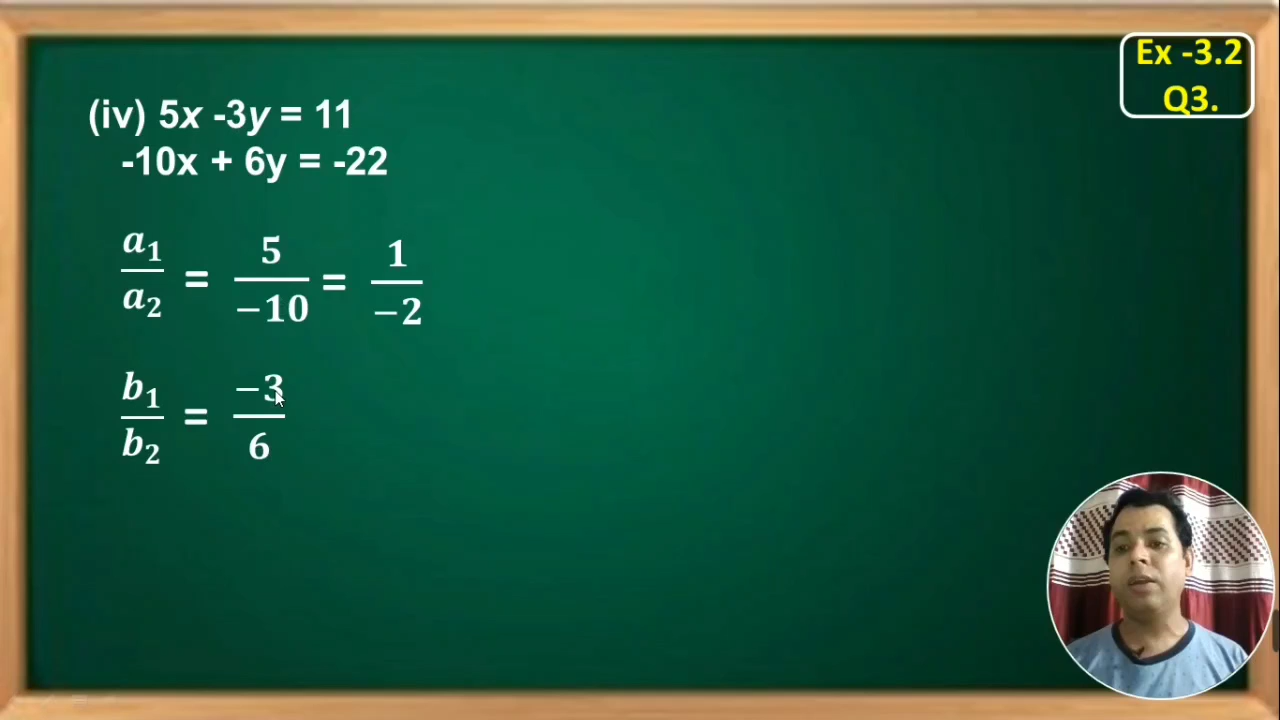 Ex -3.2
Q3.
(iv) 5x -3y = 11
-10x + 6y = -22
a₁/a₂ = 5/−10 = 1/−2
b₁/b₂ = −3/6